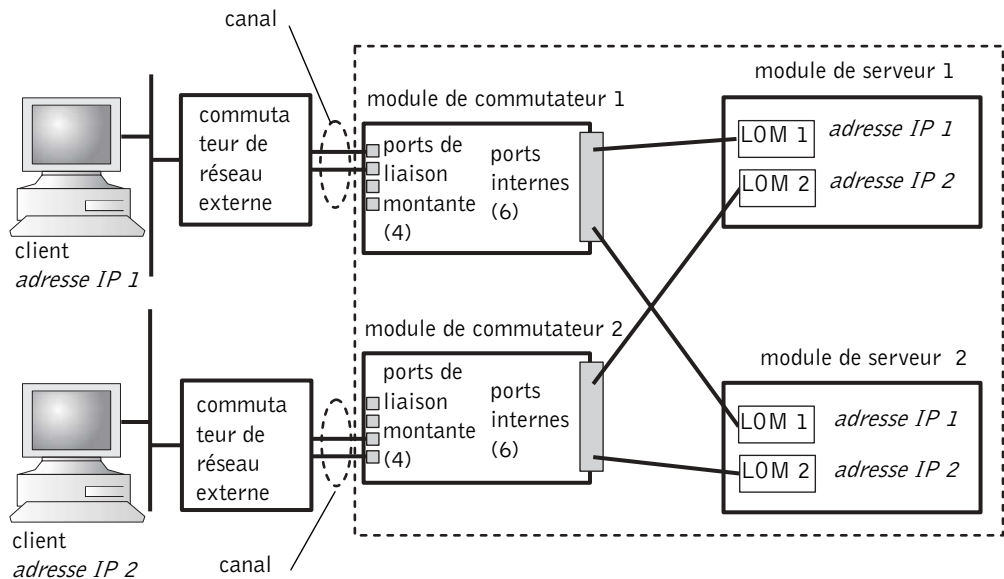 canal
module de serveur 1
module de commutateur 1
commuta
teur de
réseau
externe
ports de
liaison
montante
(4)
ports
internes
(6)
LOM 1
adresse IP 1
LOM 2
adresse IP 2
client
adresse IP 1
module de commutateur 2
module de serveur 2
commuta
teur de
réseau
externe
ports de
liaison
montante
(4)
ports
internes
(6)
LOM 1
adresse IP 1
LOM 2
adresse IP 2
client
adresse IP 2
canal